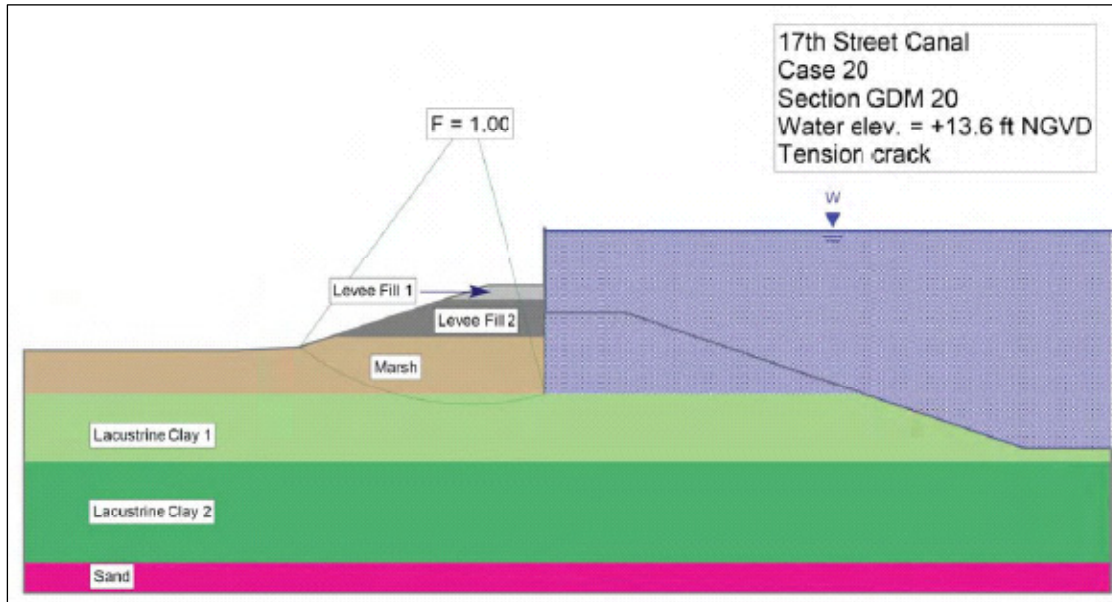 17th Street Canal
Case 20
Section GDM 20
Water elev. = +13.6 ft NGVD
Tension crack
F = 1.00
W
Levee Fill 1
Levee Fill 2
Marsh
Lacustrine Clay 1
Lacustrine Clay 2
Sand